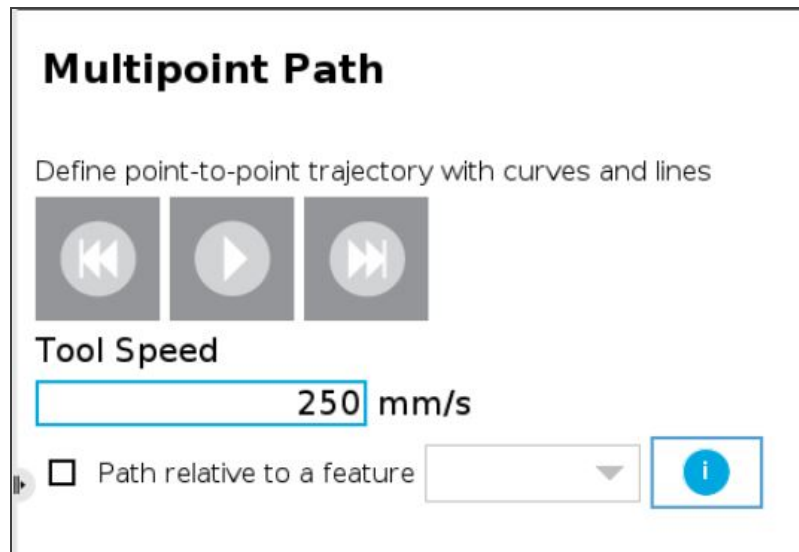 Multipoint Path
Define point-to-point trajectory with curves and lines
Tool Speed
250 mm/s
Path relative to a feature i